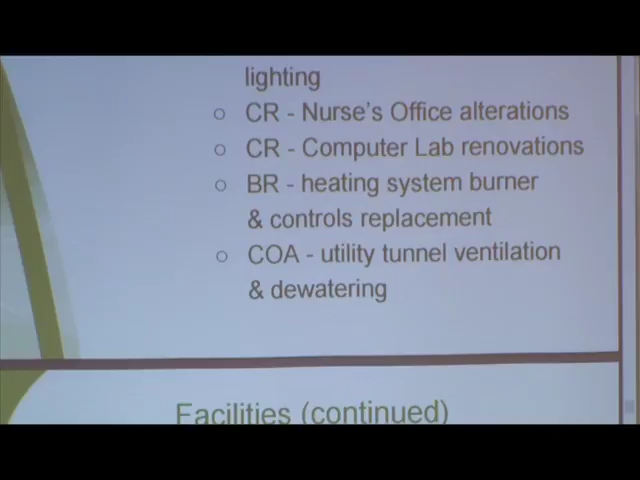 lighting
○ CR - Nurse's Office alterations
○ CR - Computer Lab renovations
○ BR - heating system burner
& controls replacement
○ COA - utility tunnel ventilation
& dewatering
Facilities (continued)